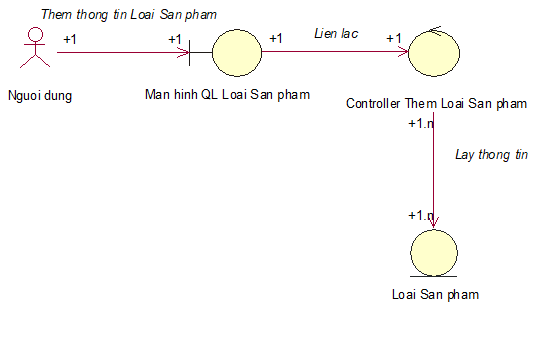 Them thong tin Loai San pham
+1
+1
+1
Lien lac
+1
Nguoi dung
Man hinh QL Loai San pham
Controller Them Loai San pham
+1.n
Lay thong tin
+1.n
Loai San pham